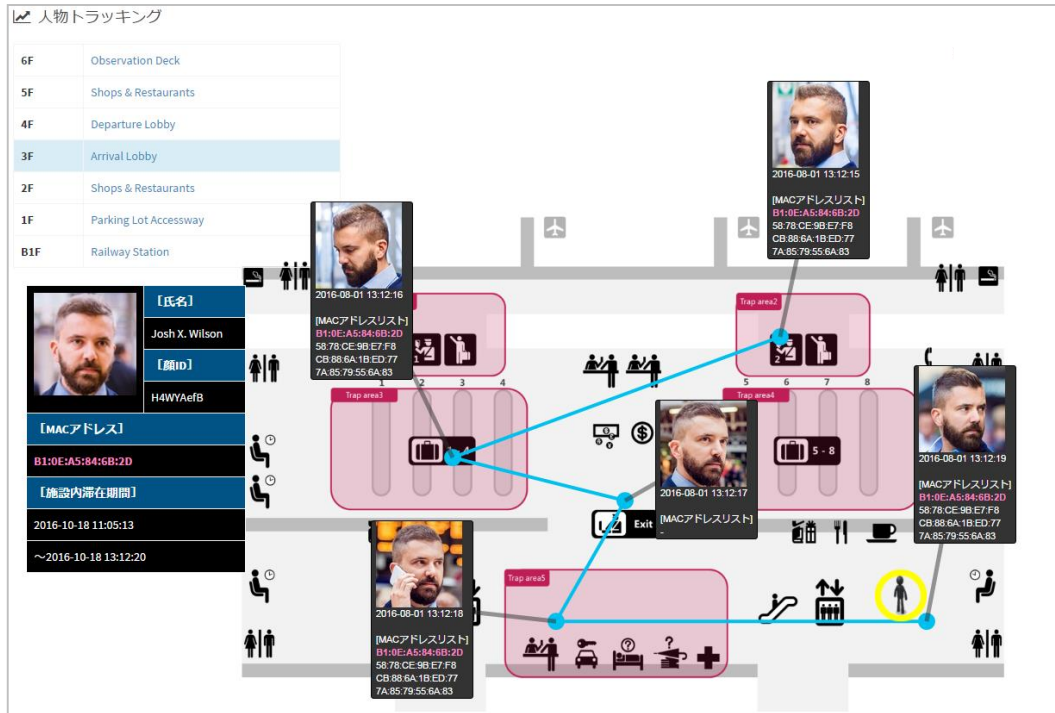 人物トラッキング
6F Observation Deck
5F Shops & Restaurants
4F Departure Lobby
3F Arrival Lobby
2F Shops & Restaurants
1F Parking Lot Accessway
B1F Railway Station
2016-08-01 13:12:15
[MACアドレスリスト]
B1:0E:A5:84:6B:2D
58:78:CE:9B:E7:F8
CB:88:6A:1B:ED:77
7A:85:79:55:6A:83
2016-08-01 13:12:16
[MACアドレスリスト]
B1:0E:A5:84:6B:2D
58:78:CE:9B:E7:F8
CB:88:6A:1B:ED:77
7A:85:79:55:6A:83
Trap area2
1
2
1 2 3 4
5 6 7 8
Trap area3
Trap area4
5 - 8
[氏名]
Josh X. Wilson
[顔ID]
H4WYAefB
[MACアドレス]
B1:0E:A5:84:6B:2D
[施設内滞在期間]
2016-10-18 11:05:13
～2016-10-18 13:12:20
2016-08-01 13:12:17
[MACアドレスリスト]
-
2016-08-01 13:12:19
[MACアドレスリスト]
B1:0E:A5:84:6B:2D
58:78:CE:9B:E7:F8
CB:88:6A:1B:ED:77
7A:85:79:55:6A:83
Exit
Trap area5
2016-08-01 13:12:18
[MACアドレスリスト]
B1:0E:A5:84:6B:2D
58:78:CE:9B:E7:F8
CB:88:6A:1B:ED:77
7A:85:79:55:6A:83